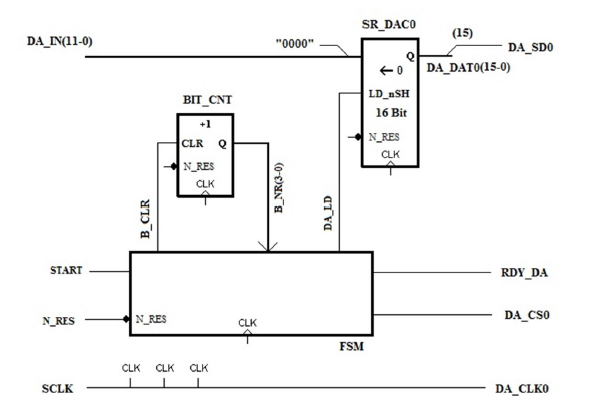 SR_DAC0
DA_IN(11-0)
"0000"
(15)
DA_SD0
Q
← 0
DA_DAT0(15-0)
LD_nSH
16 Bit
N_RES
CLK
BIT_CNT
+1
CLR Q
N_RES
CLK
B_CLR
B_NR(3-0)
DA_LD
START
RDY_DA
N_RES
N_RES
CLK
DA_CS0
FSM
CLK CLK CLK
SCLK
DA_CLK0